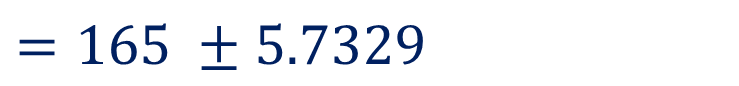 = 165 ± 5.7329